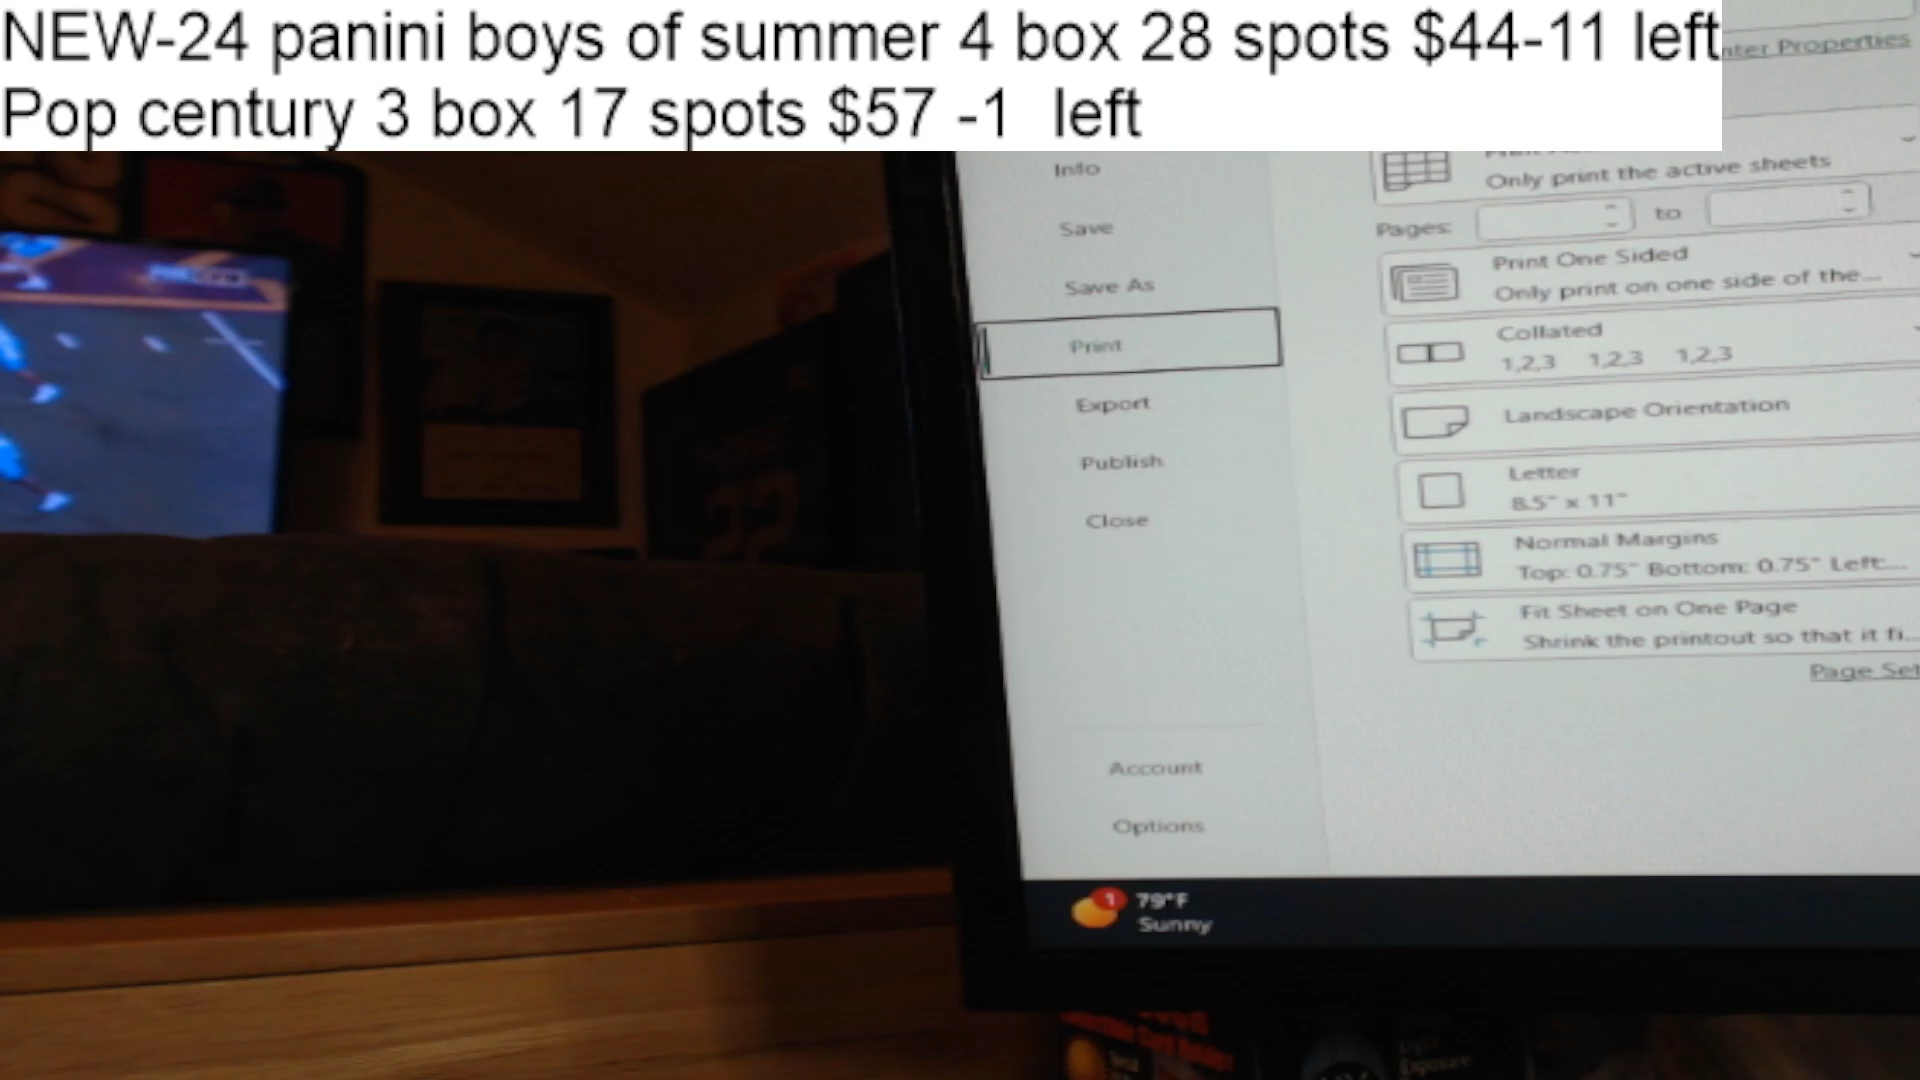 NEW-24 panini boys of summer 4 box 28 spots $44-11 left
Pop century 3 box 17 spots $57 -1 left
Properties
Info
Save
Save As
Print
Export
Publish
Close
Account
Options
79°F
Sunny
1
Only print the active sheets
Pages: to
Print One Sided
Only print on one side of the...
Collated
1,2,3 1,2,3 1,2,3
Landscape Orientation
Letter
8.5" x 11"
Normal Margins
Top: 0.75" Bottom: 0.75" Left:...
Fit Sheet on One Page
Shrink the printout so that it fi...
Page Set